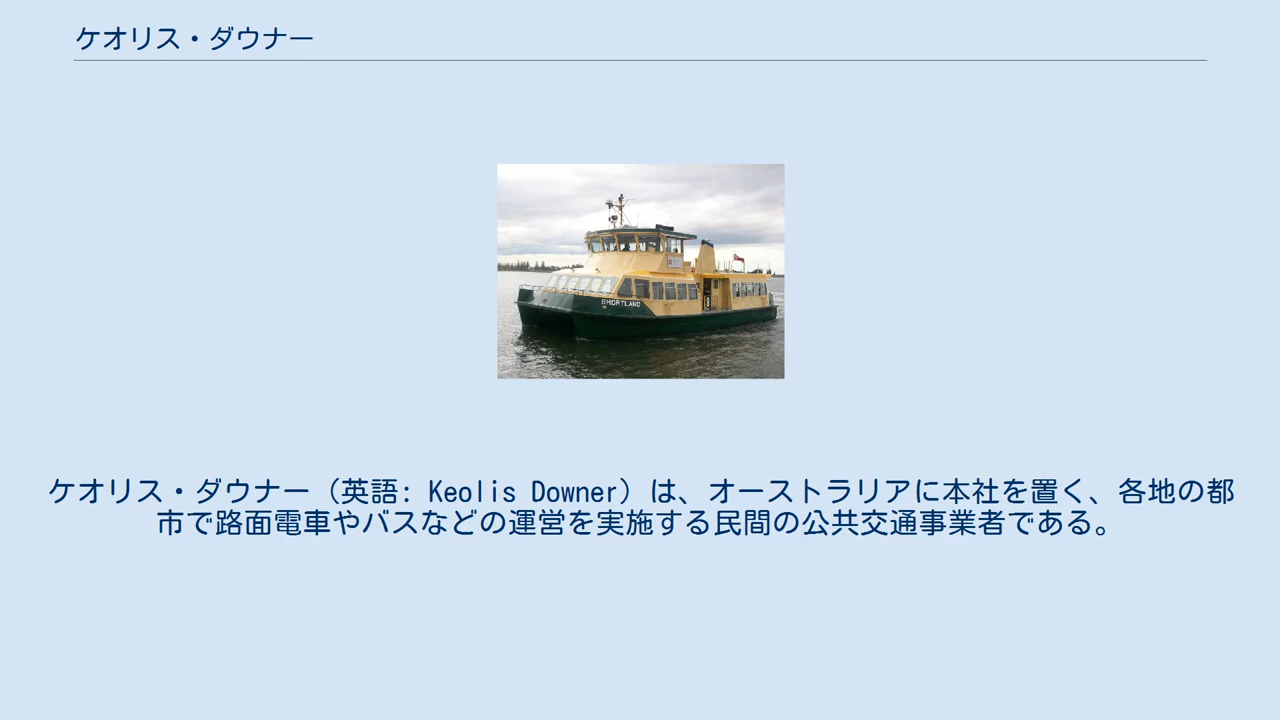 ケオリス・ダウナー
SHORTLAND
ケオリス・ダウナー（英語: Keolis Downer）は、オーストラリアに本社を置く、各地の都
市で路面電車やバスなどの運営を実施する民間の公共交通事業者である。